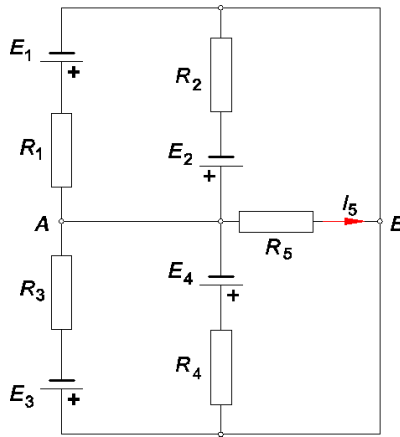 E1
+
R1
R2
E2
+
A
I5
B
R5
R3
E4
+
R4
E3
+